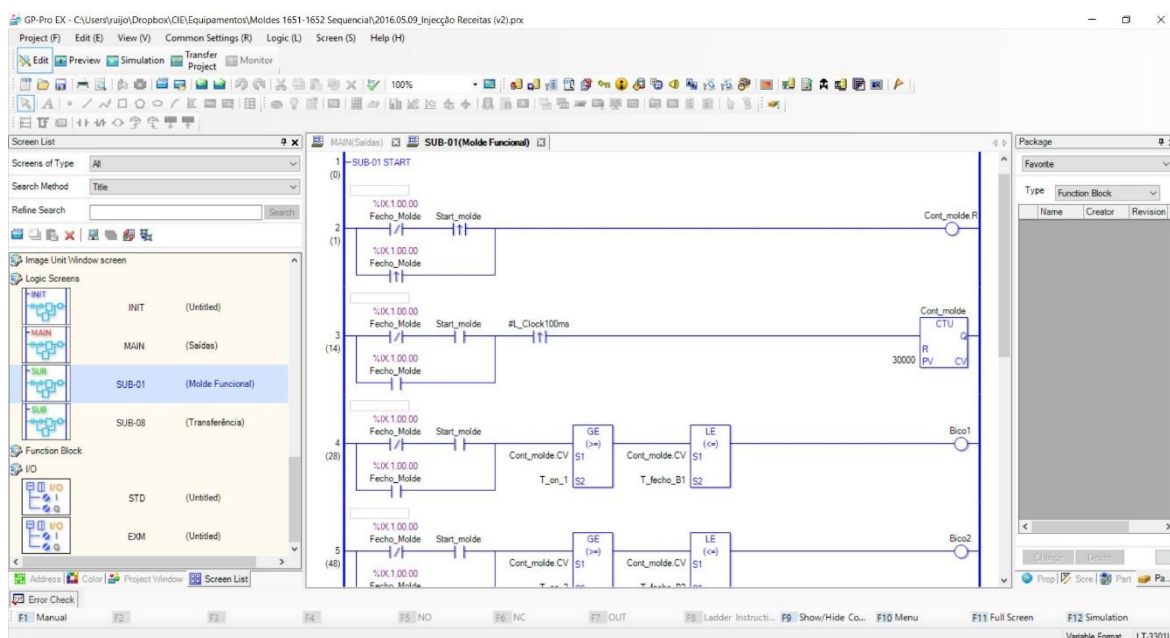 GP-Pro EX - C:\Users\ruijo\Dropbox\CIE\Equipamentos\Moldes 1651-1652 Sequencial\2016.05.09_Injecção Receitas (v2).prx
Project (F) Edit (E) View (V) Common Settings (R) Logic (L) Screen (S) Help (H)
Edit Preview Simulation Transfer Project Monitor
100%
Screen List
Screens of Type All
Search Method Title
Refine Search Search
Image Unit Window screen
Logic Screens
INIT INIT (Untitled)
MAIN MAIN (Saídas)
SUB SUB-01 (Molde Funcional)
SUB SUB-08 (Transferência)
Function Block
I/O
I/O I Q STD (Untitled)
I/O I Q EXM (Untitled)
Address Color Project Window Screen List
MAIN(Saídas) SUB-01(Molde Funcional)
1 SUB-01 START
(0)
%IX.1.00.00
Fecho_Molde Start_molde Cont_molde.R
2
(1)
%IX.1.00.00
Fecho_Molde
%IX.1.00.00 Cont_molde
Fecho_Molde Start_molde #L_Clock100ms CTU
3 Q
(14) R
%IX.1.00.00 30000 PV CV
Fecho_Molde
%IX.1.00.00
Fecho_Molde Start_molde GE LE Bico1
4 (>=) (<=)
(28) Cont_molde.CV S1 Cont_molde.CV S1
%IX.1.00.00
Fecho_Molde T_on_1 S2 T_fecho_B1 S2
%IX.1.00.00
Fecho_Molde Start_molde GE LE Bico2
5 (>=) (<=)
(48) Cont_molde.CV S1 Cont_molde.CV S1
%IX.1.00.00
Package
Favorite
Type Function Block
Name Creator Revision
Change Delete
Prop Scre Part Pa...
Error Check
F1 Manual F2 F3 F4 F5 NO F6 NC F7 OUT F8 Ladder Instructi... F9 Show/Hide Co... F10 Menu F11 Full Screen F12 Simulation
Variable Format